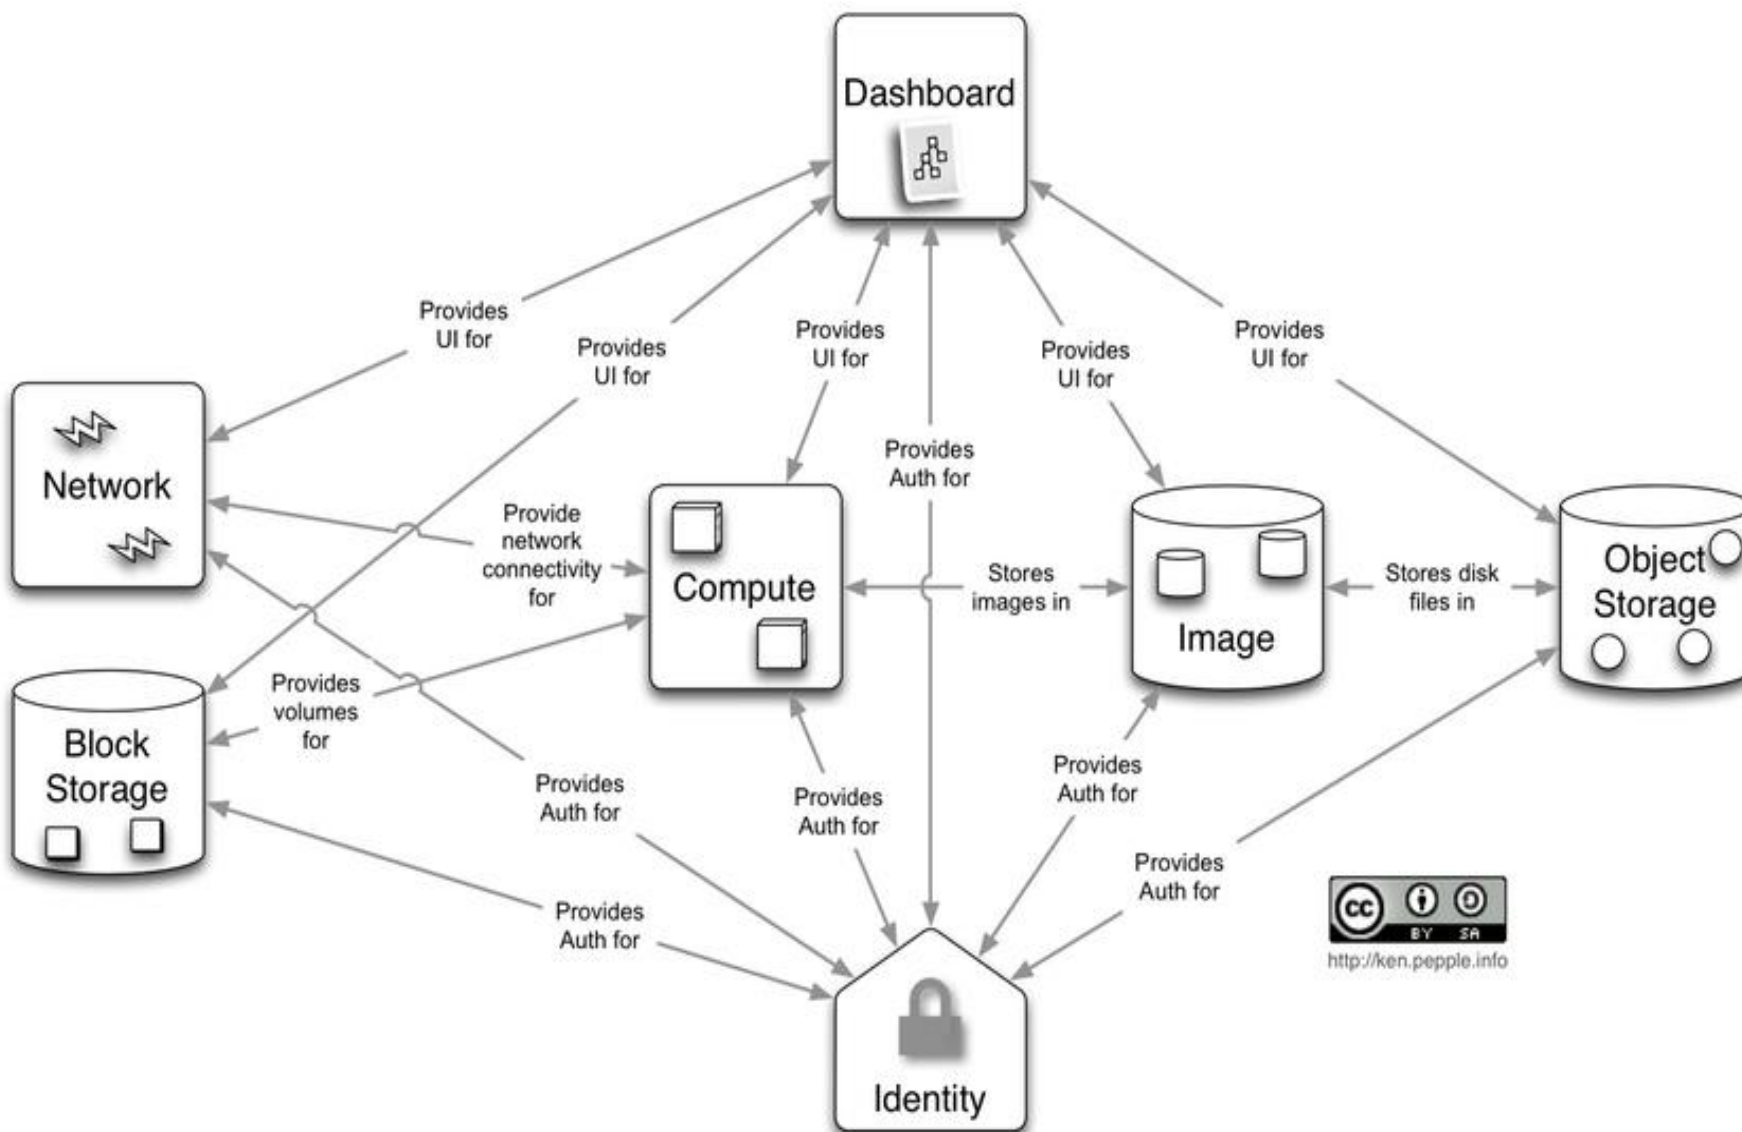 Dashboard
Provides
UI for
Provides
UI for
Provides
UI for
Provides
UI for
Provides
UI for
Network
Provides
Auth for
Provide
network
connectivity
for
Compute
Stores
images in
Image
Stores disk
files in
Object
Storage
Block
Storage
Provides
volumes
for
Provides
Auth for
Provides
Auth for
Provides
Auth for
Provides
Auth for
Provides
Auth for
cc
BY SA
http://ken.pepple.info
Identity